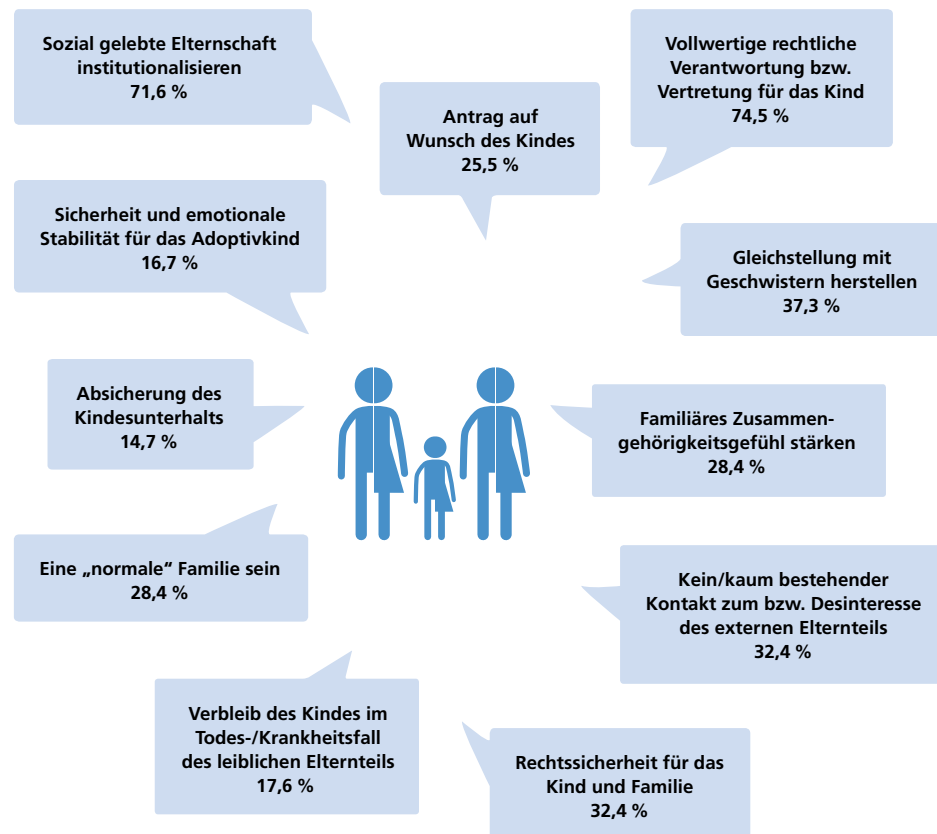 Sozial gelebte Elternschaft
institutionalisieren
71,6 %
Antrag auf
Wunsch des Kindes
25,5 %
Vollwertige rechtliche
Verantwortung bzw.
Vertretung für das Kind
74,5 %
Sicherheit und emotionale
Stabilität für das Adoptivkind
16,7 %
Gleichstellung mit
Geschwistern herstellen
37,3 %
Absicherung des
Kindesunterhalts
14,7 %
Familiäres Zusammen-
gehörigkeitsgefühl stärken
28,4 %
Eine „normale“ Familie sein
28,4 %
Kein/kaum bestehender
Kontakt zum bzw. Desinteresse
des externen Elternteils
32,4 %
Verbleib des Kindes im
Todes-/Krankheitsfall
des leiblichen Elternteils
17,6 %
Rechtssicherheit für das
Kind und Familie
32,4 %